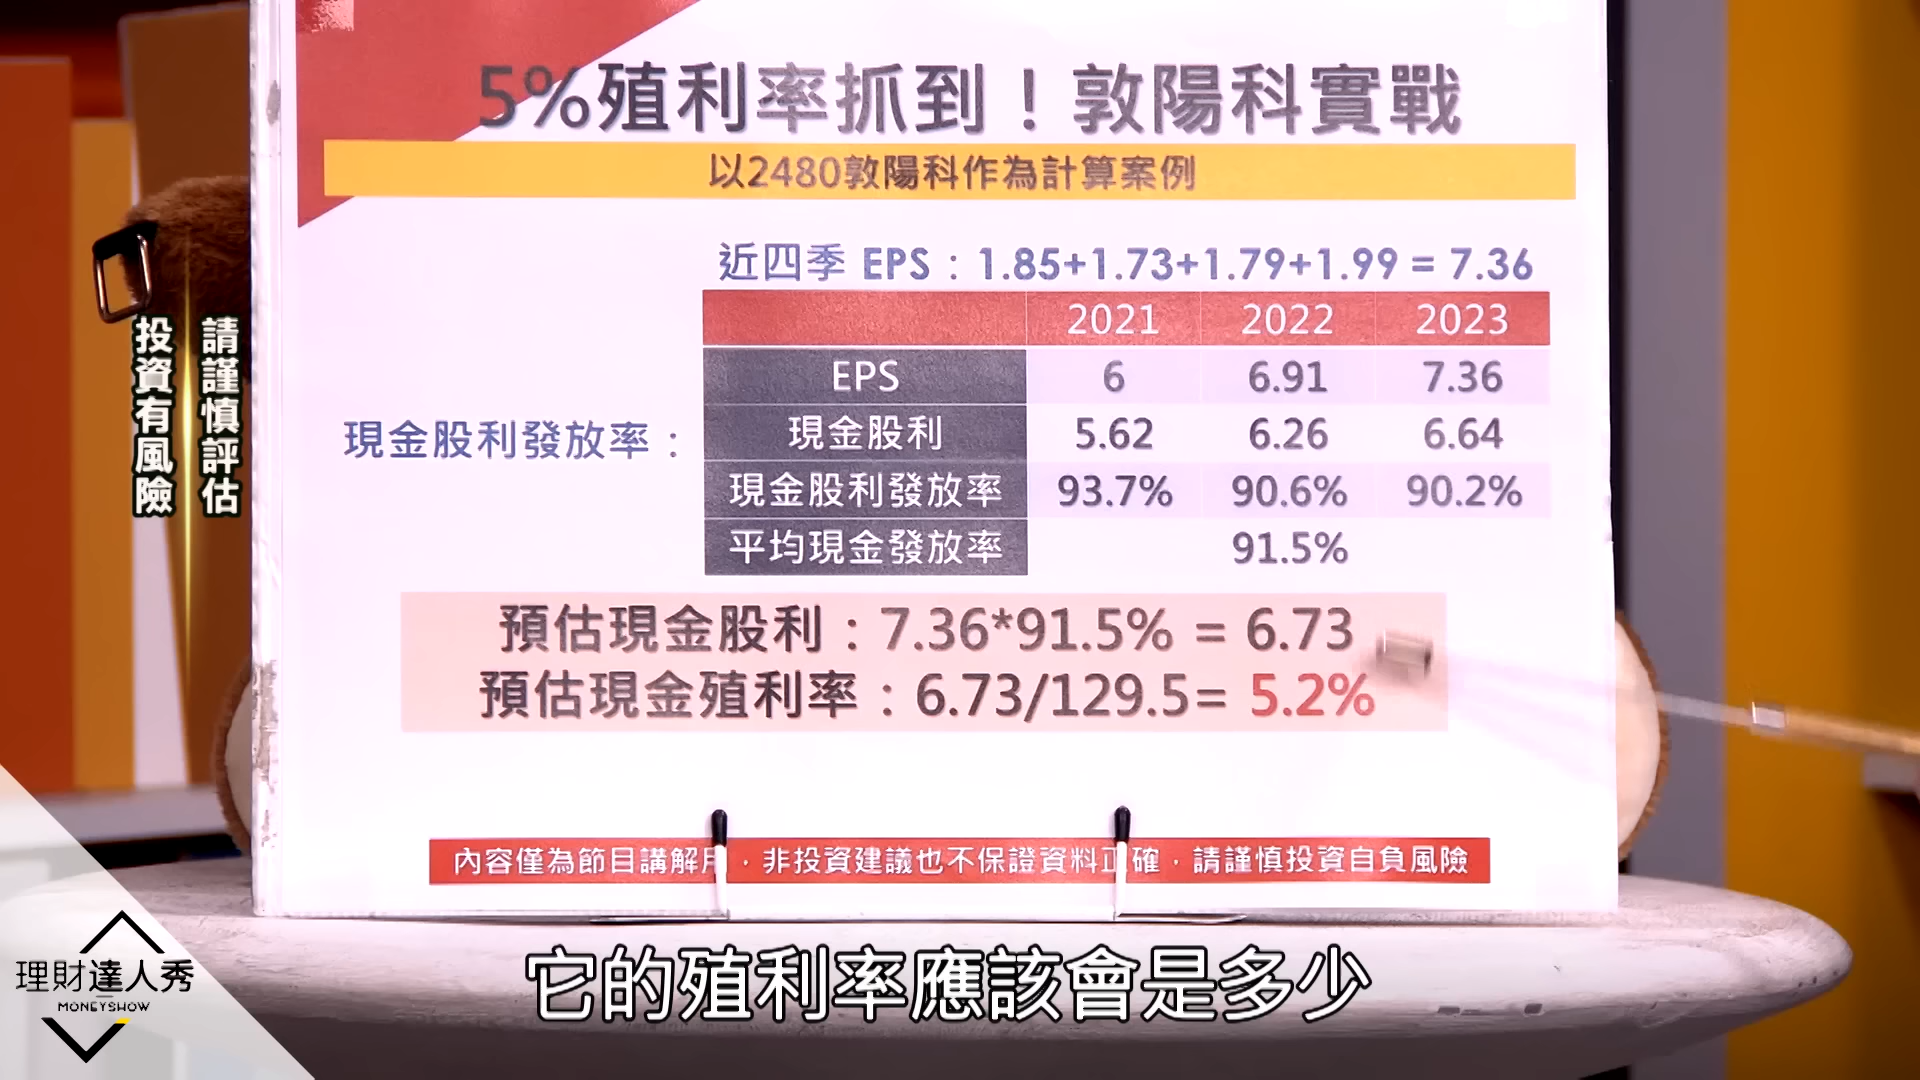 5%殖利率抓到！敦陽科實戰
以2480敦陽科作為計算案例
近四季 EPS：1.85+1.73+1.79+1.99 = 7.36
2021 2022 2023
EPS 6 6.91 7.36
現金股利 5.62 6.26 6.64
現金股利發放率：
現金股利發放率 93.7% 90.6% 90.2%
平均現金發放率 91.5%
預估現金股利：7.36*91.5% = 6.73
預估現金殖利率：6.73/129.5= 5.2%
內容僅為節目講解用，非投資建議也不保證資料正確，請謹慎投資自負風險
投資有風險
請謹慎評估
它的殖利率應該會是多少
理財達人秀
MONEYSHOW